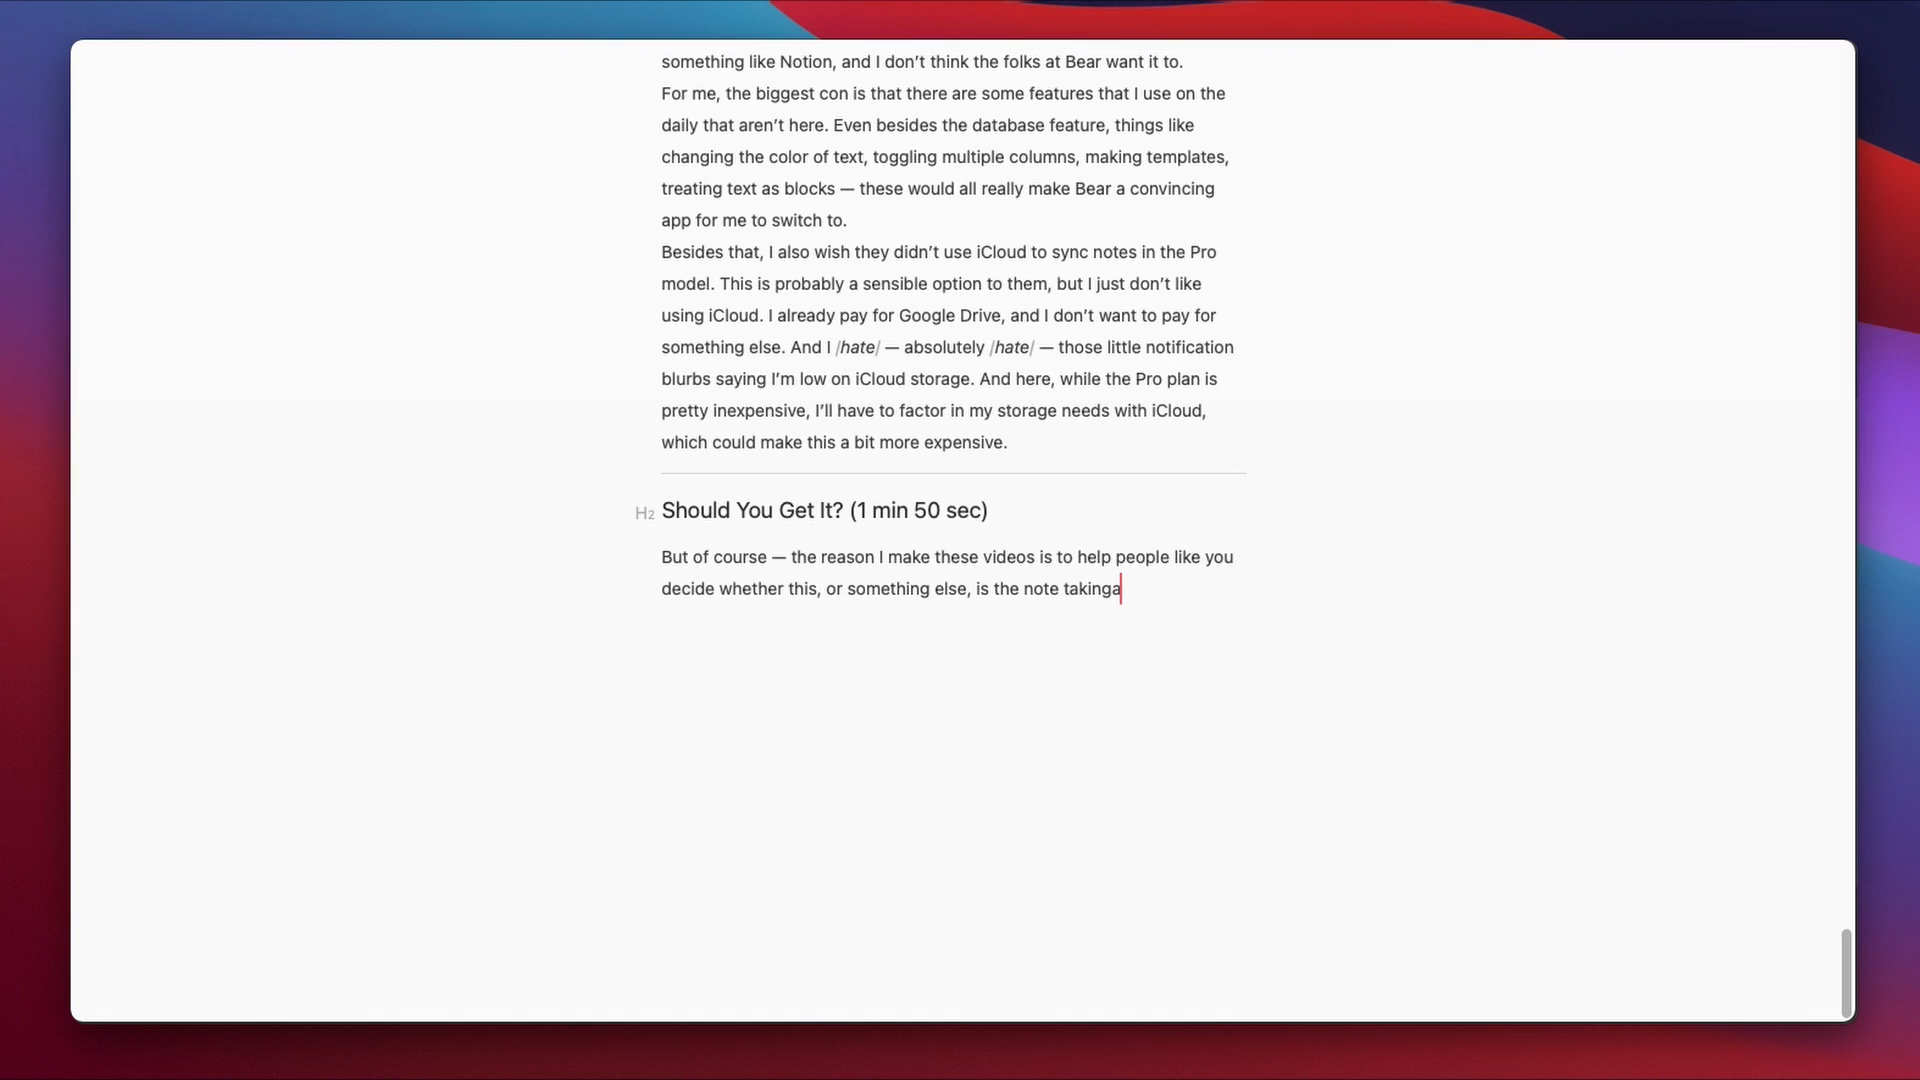 something like Notion, and I don’t think the folks at Bear want it to.
For me, the biggest con is that there are some features that I use on the
daily that aren’t here. Even besides the database feature, things like
changing the color of text, toggling multiple columns, making templates,
treating text as blocks — these would all really make Bear a convincing
app for me to switch to.
Besides that, I also wish they didn’t use iCloud to sync notes in the Pro
model. This is probably a sensible option to them, but I just don’t like
using iCloud. I already pay for Google Drive, and I don’t want to pay for
something else. And I /hate/ — absolutely /hate/ — those little notification
blurbs saying I’m low on iCloud storage. And here, while the Pro plan is
pretty inexpensive, I’ll have to factor in my storage needs with iCloud,
which could make this a bit more expensive.
H2 Should You Get It? (1 min 50 sec)
But of course — the reason I make these videos is to help people like you
decide whether this, or something else, is the note takinga